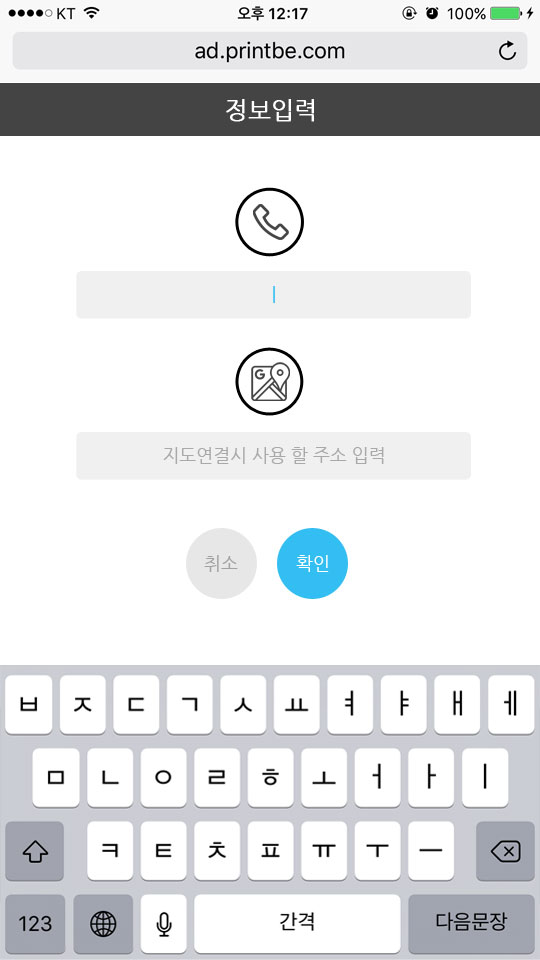 KT 오후 12:17 100%
ad.printbe.com
정보입력
G
지도연결시 사용 할 주소 입력
취소 확인
ㅂ ㅈ ㄷ ㄱ ㅅ ㅛ ㅕ ㅑ ㅐ ㅔ
ㅁ ㄴ ㅇ ㄹ ㅎ ㅗ ㅓ ㅏ ㅣ
ㅋ ㅌ ㅊ ㅍ ㅠ ㅜ ㅡ
123 간격 다음문장